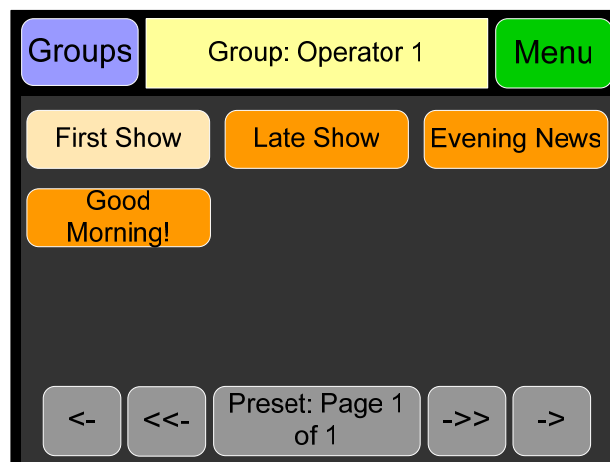 Groups
Group: Operator 1
Menu
First Show
Late Show
Evening News
Good
Morning!
<-
<<-
Preset: Page 1
of 1
->>
->